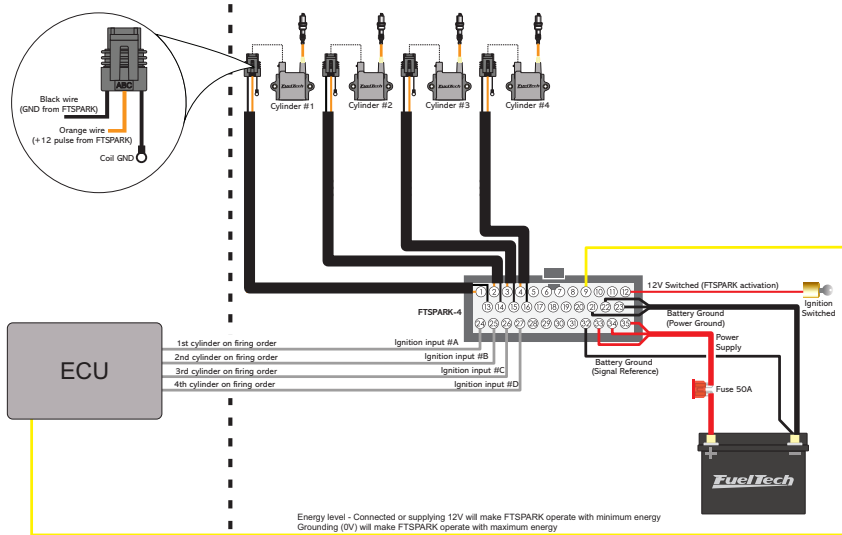 FuelTech
FuelTech
FuelTech
FuelTech
Cylinder #1
Cylinder #2
Cylinder #3
Cylinder #4
ABC
Black wire
(GND from FTSPARK)
Orange wire
(+12 pulse from FTSPARK)
Coil GND
FTSPARK-4
1 2 3 4 5 6 7 8 9 10 11 12
13 14 15 16 17 18 19 20 21 22 23
24 25 26 27 28 29 30 31 32 33 34 35
12V Switched (FTSPARK activation)
Ignition
Switched
Battery Ground
(Power Ground)
Power
Supply
Battery Ground
(Signal Reference)
Fuse 50A
ECU
1st cylinder on firing order
Ignition input #A
2nd cylinder on firing order
Ignition input #B
3rd cylinder on firing order
Ignition input #C
4th cylinder on firing order
Ignition input #D
+ −
FuelTech
Energy level - Connected or supplying 12V will make FTSPARK operate with minimum energy
Grounding (0V) will make FTSPARK operate with maximum energy